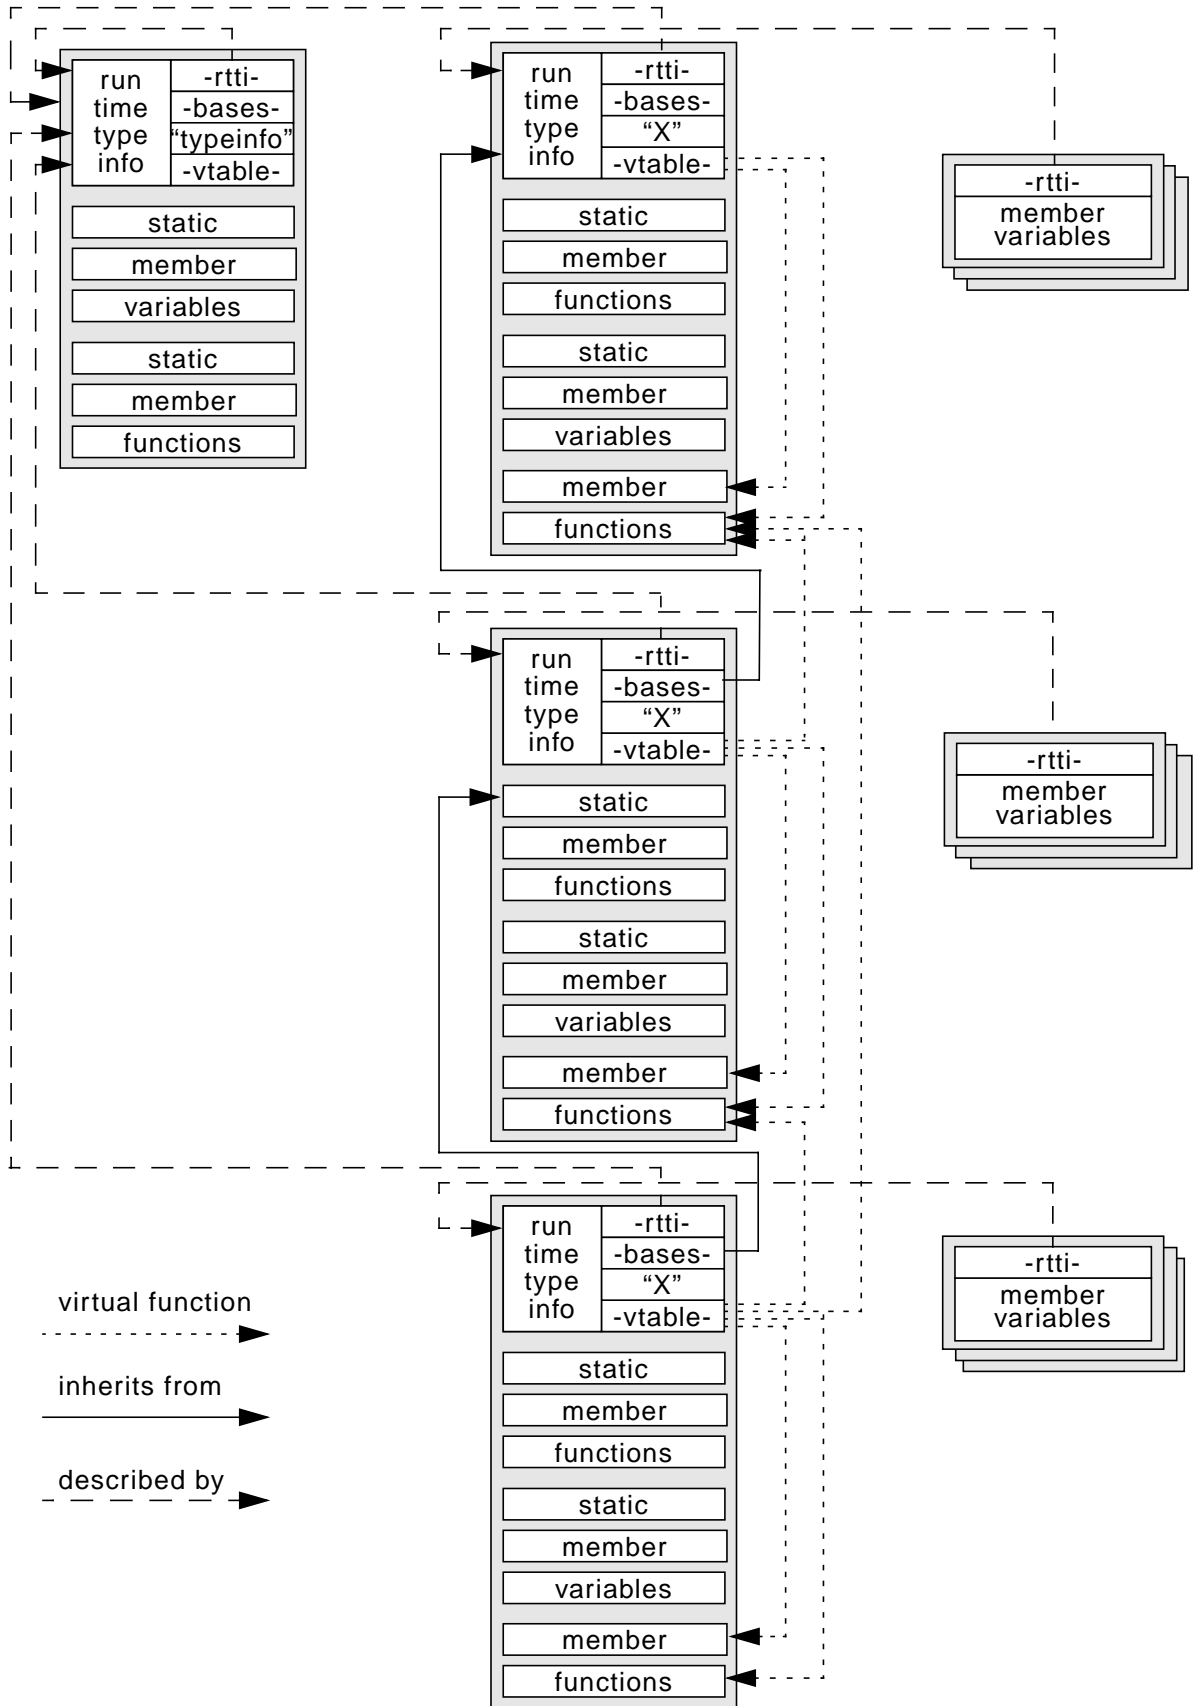 run
time
type
info
-rtti-
-bases-
“typeinfo”
-vtable-
static
member
variables
static
member
functions
run
time
type
info
-rtti-
-bases-
“X”
-vtable-
static
member
functions
static
member
variables
member
functions
-rtti-
member
variables
run
time
type
info
-rtti-
-bases-
“X”
-vtable-
static
member
functions
static
member
variables
member
functions
-rtti-
member
variables
run
time
type
info
-rtti-
-bases-
“X”
-vtable-
static
member
functions
static
member
variables
member
functions
-rtti-
member
variables
virtual function
inherits from
described by